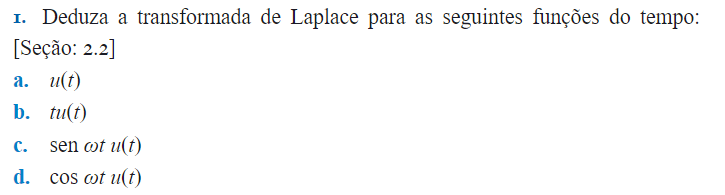 1. Deduza a transformada de Laplace para as seguintes funções do tempo:
[Seção: 2.2]
a. u(t)
b. tu(t)
c. sen ωt u(t)
d. cos ωt u(t)